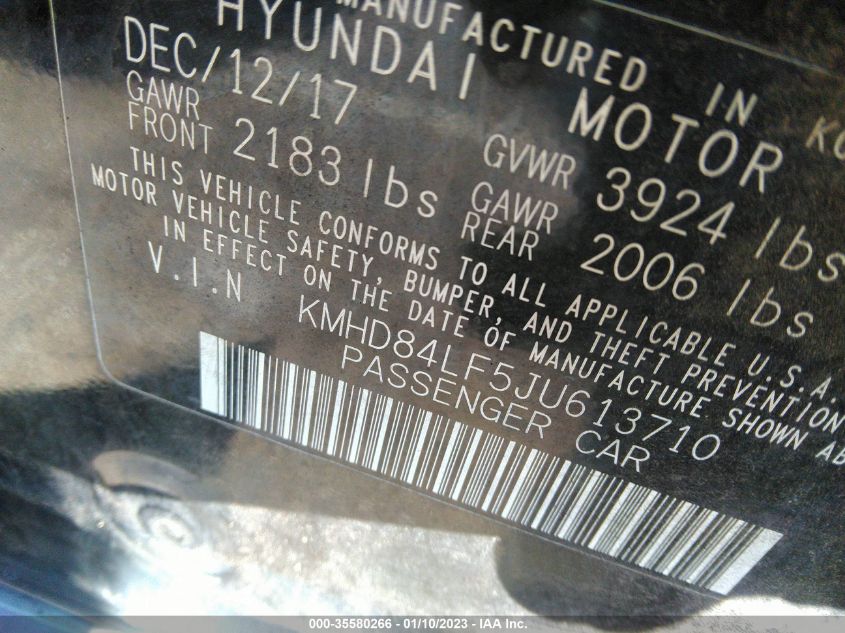 MANUFACTURED IN
HYUNDAI MOTOR
DEC/12/17 GVWR 3924 lbs
GAWR FRONT 2183 lbs GAWR REAR 2006 lbs
THIS VEHICLE CONFORMS TO ALL APPLICABLE U.S.A.
MOTOR VEHICLE SAFETY, BUMPER, AND THEFT PREVENTION
IN EFFECT ON THE DATE OF MANUFACTURE SHOWN
V.I.N KMHD84LF5JU613710
PASSENGER CAR
000-35580266 - 01/10/2023 - IAA Inc.